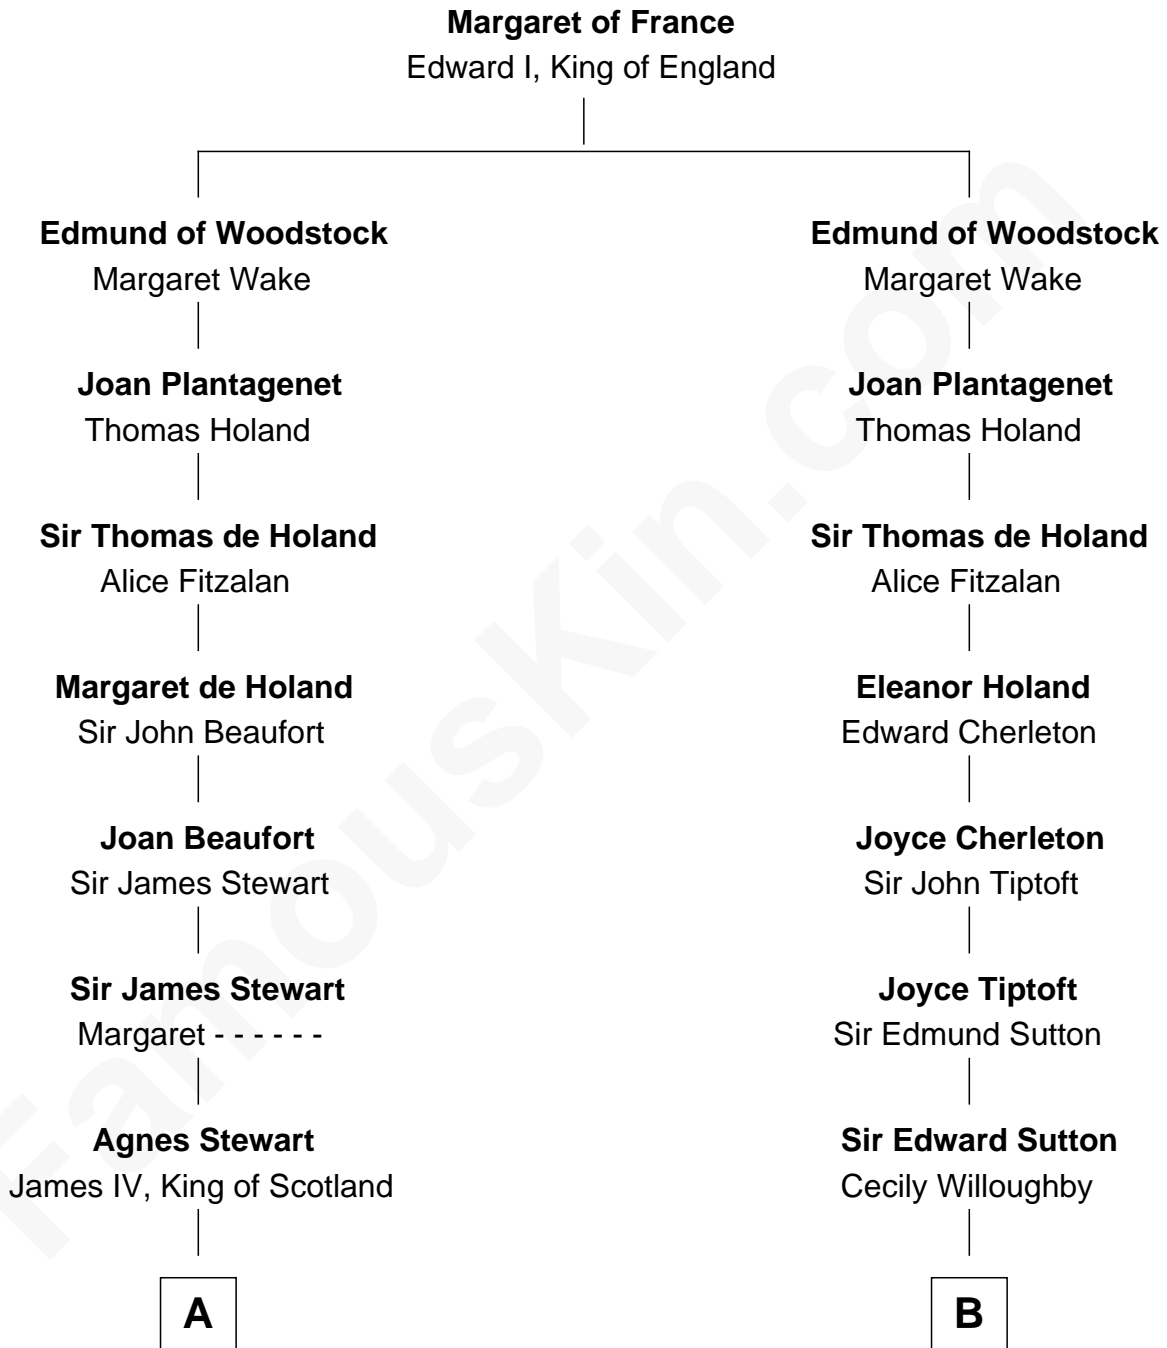 Margaret of France
Edward I, King of England
Edmund of Woodstock
Margaret Wake
Joan Plantagenet
Thomas Holand
Sir Thomas de Holand
Alice Fitzalan
Margaret de Holand
Sir John Beaufort
Joan Beaufort
Sir James Stewart
Sir James Stewart
Margaret - - - - - -
Agnes Stewart
James IV, King of Scotland
A
Edmund of Woodstock
Margaret Wake
Joan Plantagenet
Thomas Holand
Sir Thomas de Holand
Alice Fitzalan
Eleanor Holand
Edward Cherleton
Joyce Cherleton
Sir John Tiptoft
Joyce Tiptoft
Sir Edmund Sutton
Sir Edward Sutton
Cecily Willoughby
B
FamousKin.com